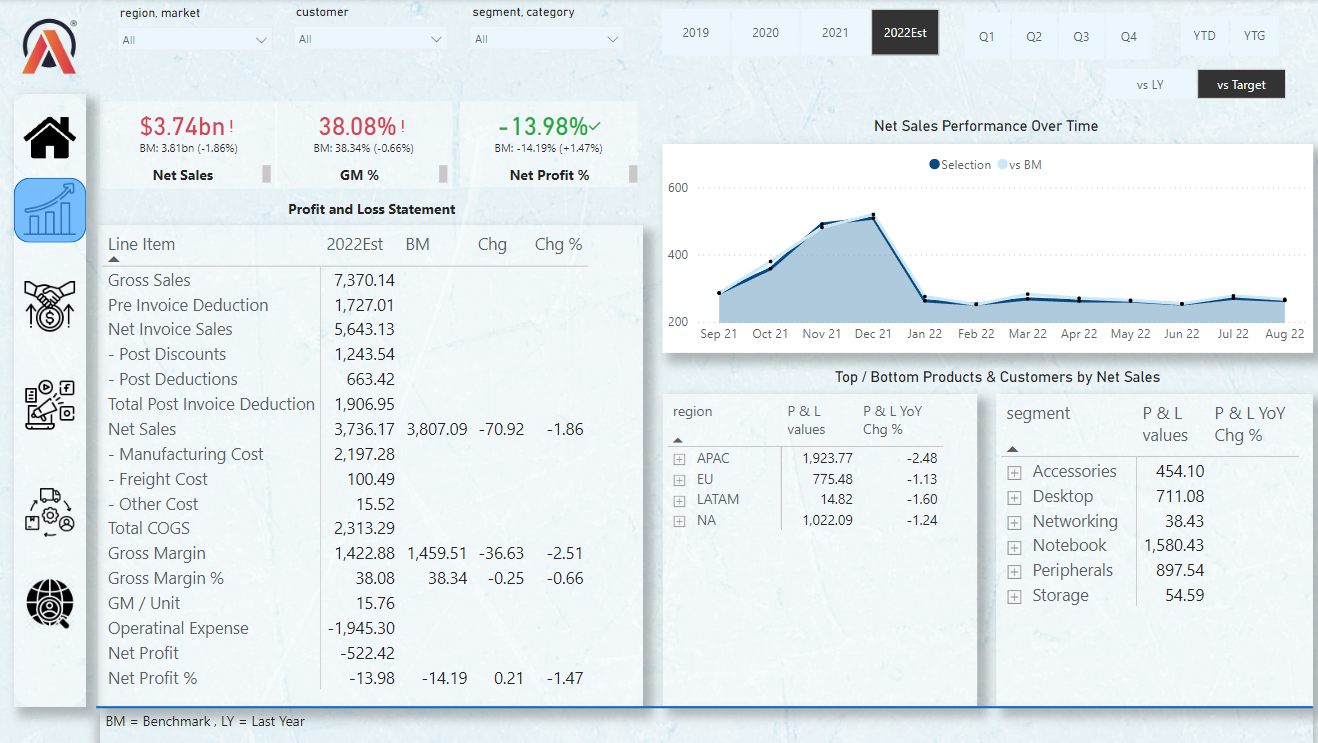 region, market
customer
segment, category
All
All
All
2019 2020 2021 2022Est
Q1 Q2 Q3 Q4
YTD YTG
vs LY vs Target
$3.74bn!
BM: 3.81bn (-1.86%)
Net Sales
38.08%!
BM: 38.34% (-0.66%)
GM %
-13.98%
BM: -14.19% (+1.47%)
Net Profit %
Profit and Loss Statement
Line Item 2022Est BM Chg Chg %
Gross Sales 7,370.14
Pre Invoice Deduction 1,727.01
Net Invoice Sales 5,643.13
- Post Discounts 1,243.54
- Post Deductions 663.42
Total Post Invoice Deduction 1,906.95
Net Sales 3,736.17 3,807.09 -70.92 -1.86
- Manufacturing Cost 2,197.28
- Freight Cost 100.49
- Other Cost 15.52
Total COGS 2,313.29
Gross Margin 1,422.88 1,459.51 -36.63 -2.51
Gross Margin % 38.08 38.34 -0.25 -0.66
GM / Unit 15.76
Operatinal Expense -1,945.30
Net Profit -522.42
Net Profit % -13.98 -14.19 0.21 -1.47
Net Sales Performance Over Time
Selection vs BM
600
400
200
Sep 21 Oct 21 Nov 21 Dec 21 Jan 22 Feb 22 Mar 22 Apr 22 May 22 Jun 22 Jul 22 Aug 22
Top / Bottom Products & Customers by Net Sales
region P & L values P & L YoY Chg %
APAC 1,923.77 -2.48
EU 775.48 -1.13
LATAM 14.82 -1.60
NA 1,022.09 -1.24
segment P & L values P & L YoY Chg %
Accessories 454.10
Desktop 711.08
Networking 38.43
Notebook 1,580.43
Peripherals 897.54
Storage 54.59
BM = Benchmark , LY = Last Year